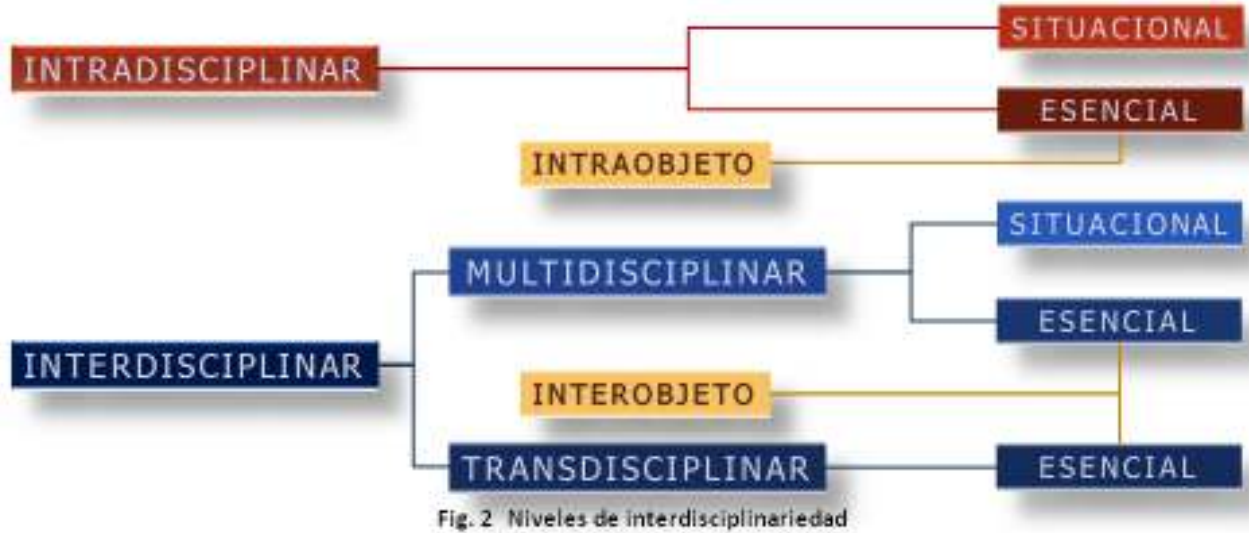 SITUACIONAL
INTRADISCIPLINAR
ESENCIAL
INTRAOBJETO
SITUACIONAL
MULTIDISCIPLINAR
ESENCIAL
INTERDISCIPLINAR
INTEROBJETO
TRANSDISCIPLINAR
ESENCIAL
Fig. 2 Niveles de interdisciplinariedad